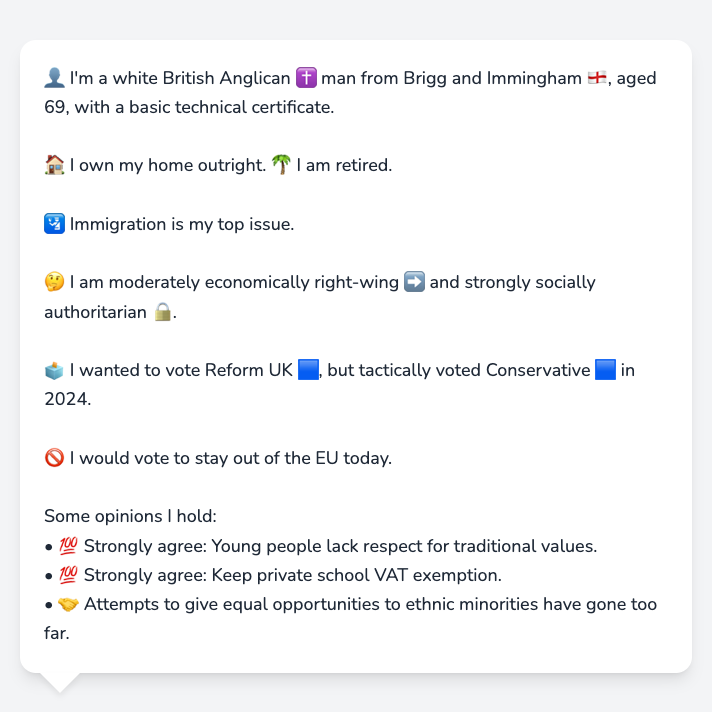 👤 I'm a white British Anglican ✝️ man from Brigg and Immingham 🏴󠁧󠁢󠁥󠁮󠁧󠁿, aged
69, with a basic technical certificate.
🏠 I own my home outright. 🌴 I am retired.
🛂 Immigration is my top issue.
🤔 I am moderately economically right-wing ➡️ and strongly socially
authoritarian 🔒.
🗳️ I wanted to vote Reform UK 🟦, but tactically voted Conservative 🟦 in
2024.
🚫 I would vote to stay out of the EU today.
Some opinions I hold:
• 💯 Strongly agree: Young people lack respect for traditional values.
• 💯 Strongly agree: Keep private school VAT exemption.
• 🤝 Attempts to give equal opportunities to ethnic minorities have gone too
far.